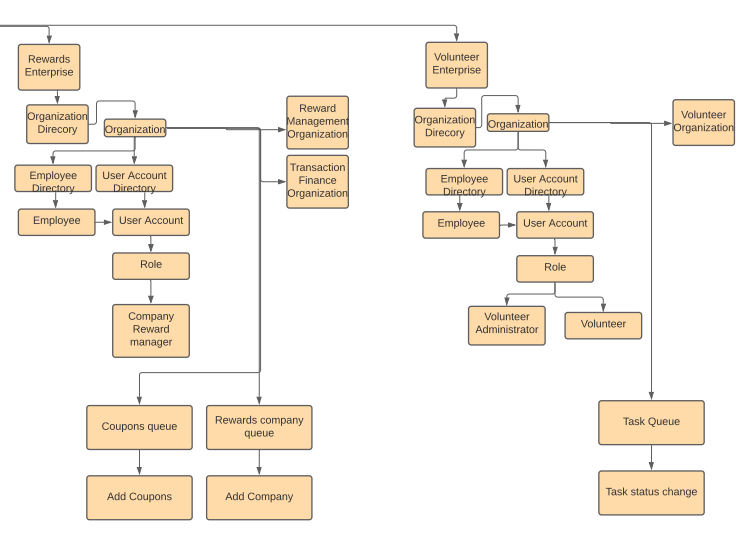 Rewards
Enterprise
Organization
Direcory
Organization
Reward
Management
Organization
Transaction
Finance
Organization
Employee
Directory
User Account
Directory
Employee
User Account
Role
Company
Reward
manager
Coupons queue
Rewards company
queue
Add Coupons
Add Company
Volunteer
Enterprise
Organization
Direcory
Organization
Volunteer
Organization
Employee
Directory
User Account
Directory
Employee
User Account
Role
Volunteer
Administrator
Volunteer
Task Queue
Task status change